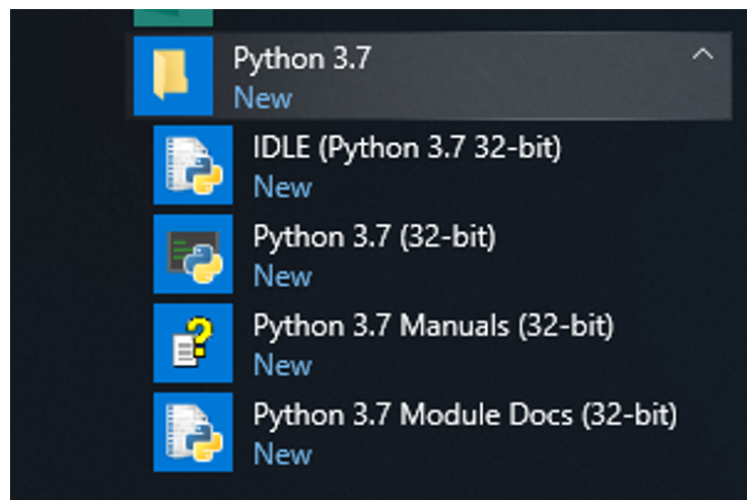 Python 3.7
New
IDLE (Python 3.7 32-bit)
New
Python 3.7 (32-bit)
New
Python 3.7 Manuals (32-bit)
New
Python 3.7 Module Docs (32-bit)
New